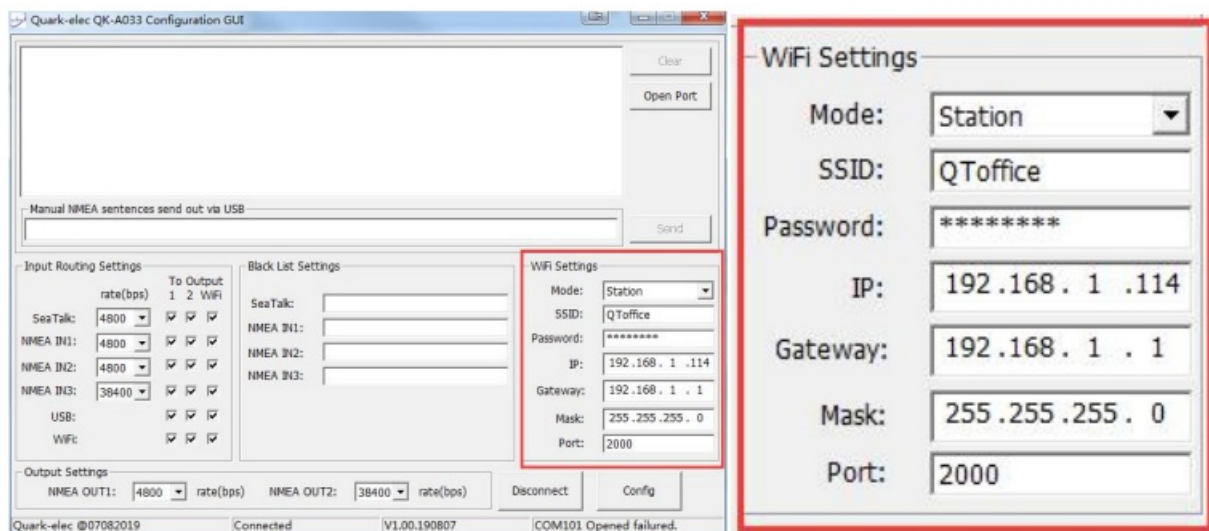 Quark-elec QK-A033 Configuration GUI
Clear
Open Port
Manual NMEA sentences send out via USB
Send
Input Routing Settings
To Output
rate(bps) 1 2 WiFi
SeaTalk: 4800
NMEA IN1: 4800
NMEA IN2: 4800
NMEA IN3: 38400
USB:
WiFi:
Black List Settings
SeaTalk:
NMEA IN1:
NMEA IN2:
NMEA IN3:
WiFi Settings
Mode: Station
SSID: QToffice
Password: ********
IP: 192.168. 1 .114
Gateway: 192.168. 1 . 1
Mask: 255.255.255. 0
Port: 2000
Output Settings
NMEA OUT1: 4800 rate(bps) NMEA OUT2: 38400 rate(bps)
Disconnect
Config
Quark-elec @07082019 Connected V1.00.190807 COM101 Opened failured.
WiFi Settings
Mode: Station
SSID: QToffice
Password: ********
IP: 192.168. 1 .114
Gateway: 192.168. 1 . 1
Mask: 255.255.255. 0
Port: 2000